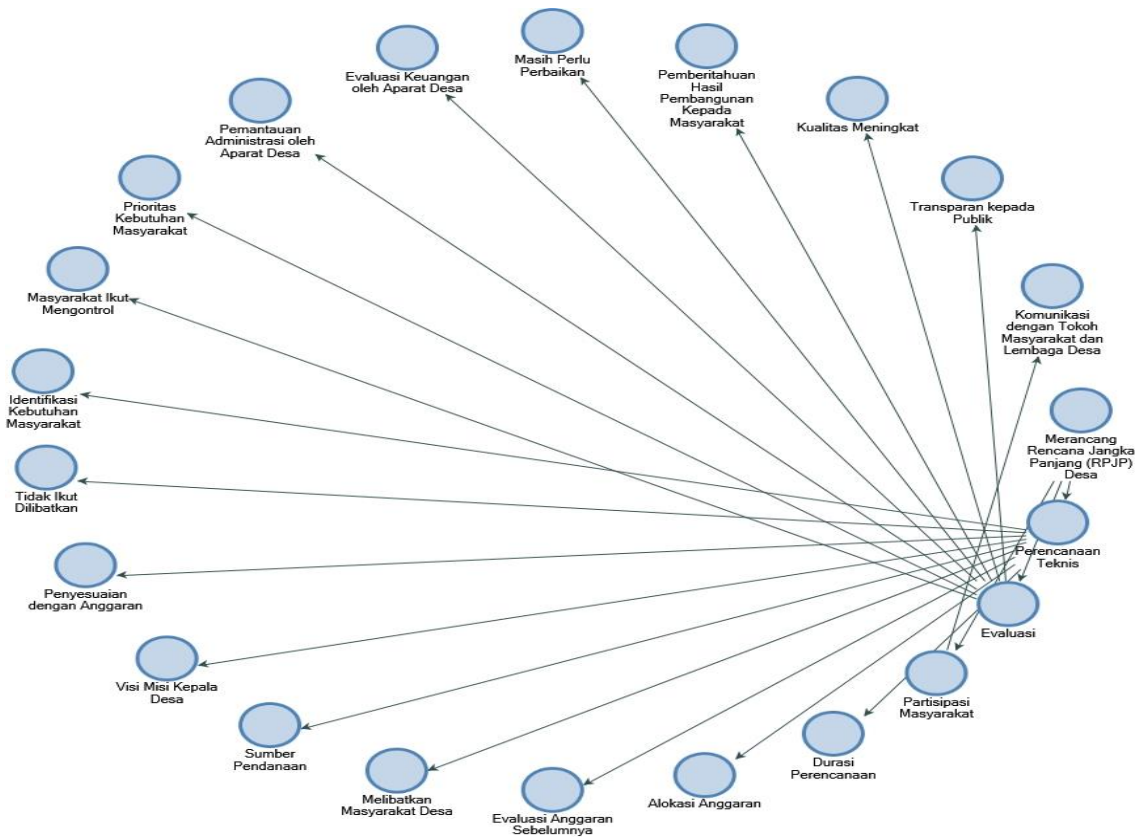 Masih Perlu
Perbaikan
Evaluasi Keuangan
oleh Aparat Desa
Pemberitahuan
Hasil
Pembangunan
Kepada
Masyarakat
Kualitas Meningkat
Pemantauan
Administrasi oleh
Aparat Desa
Prioritas
Kebutuhan
Masyarakat
Transparan kepada
Publik
Masyarakat Ikut
Mengontrol
Komunikasi
dengan Tokoh
Masyarakat dan
Lembaga Desa
Identifikasi
Kebutuhan
Masyarakat
Merancang
Rencana Jangka
Panjang (RPJP)
Desa
Tidak Ikut
Dilibatkan
Perencanaan
Teknis
Penyesuaian
dengan Anggaran
Evaluasi
Visi Misi Kepala
Desa
Partisipasi
Masyarakat
Sumber
Pendanaan
Durasi
Perencanaan
Melibatkan
Masyarakat Desa
Alokasi Anggaran
Evaluasi Anggaran
Sebelumnya